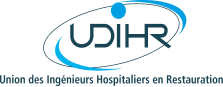 UDIHR
Union des Ingénieurs Hospitaliers en Restauration